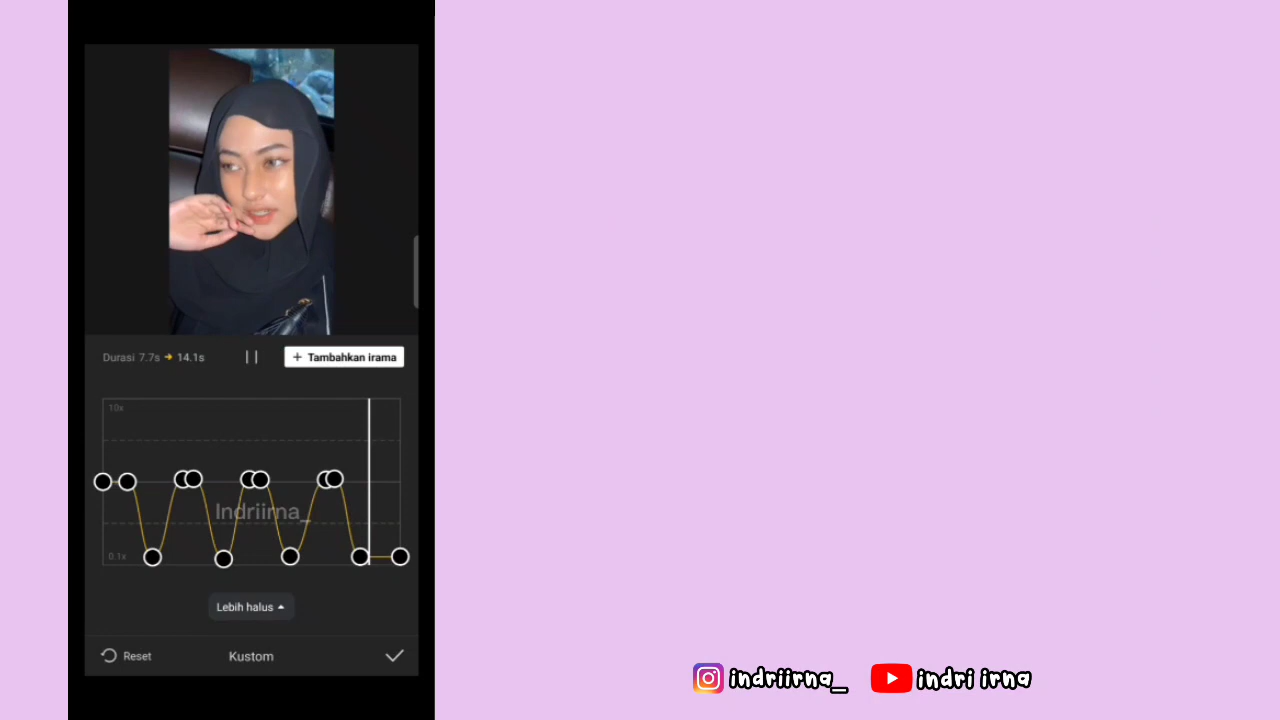 Durasi 7.7s → 14.1s
+ Tambahkan irama
10x
Indriirna_
0.1x
Lebih halus
Reset
Kustom
indriirna_
indri irna